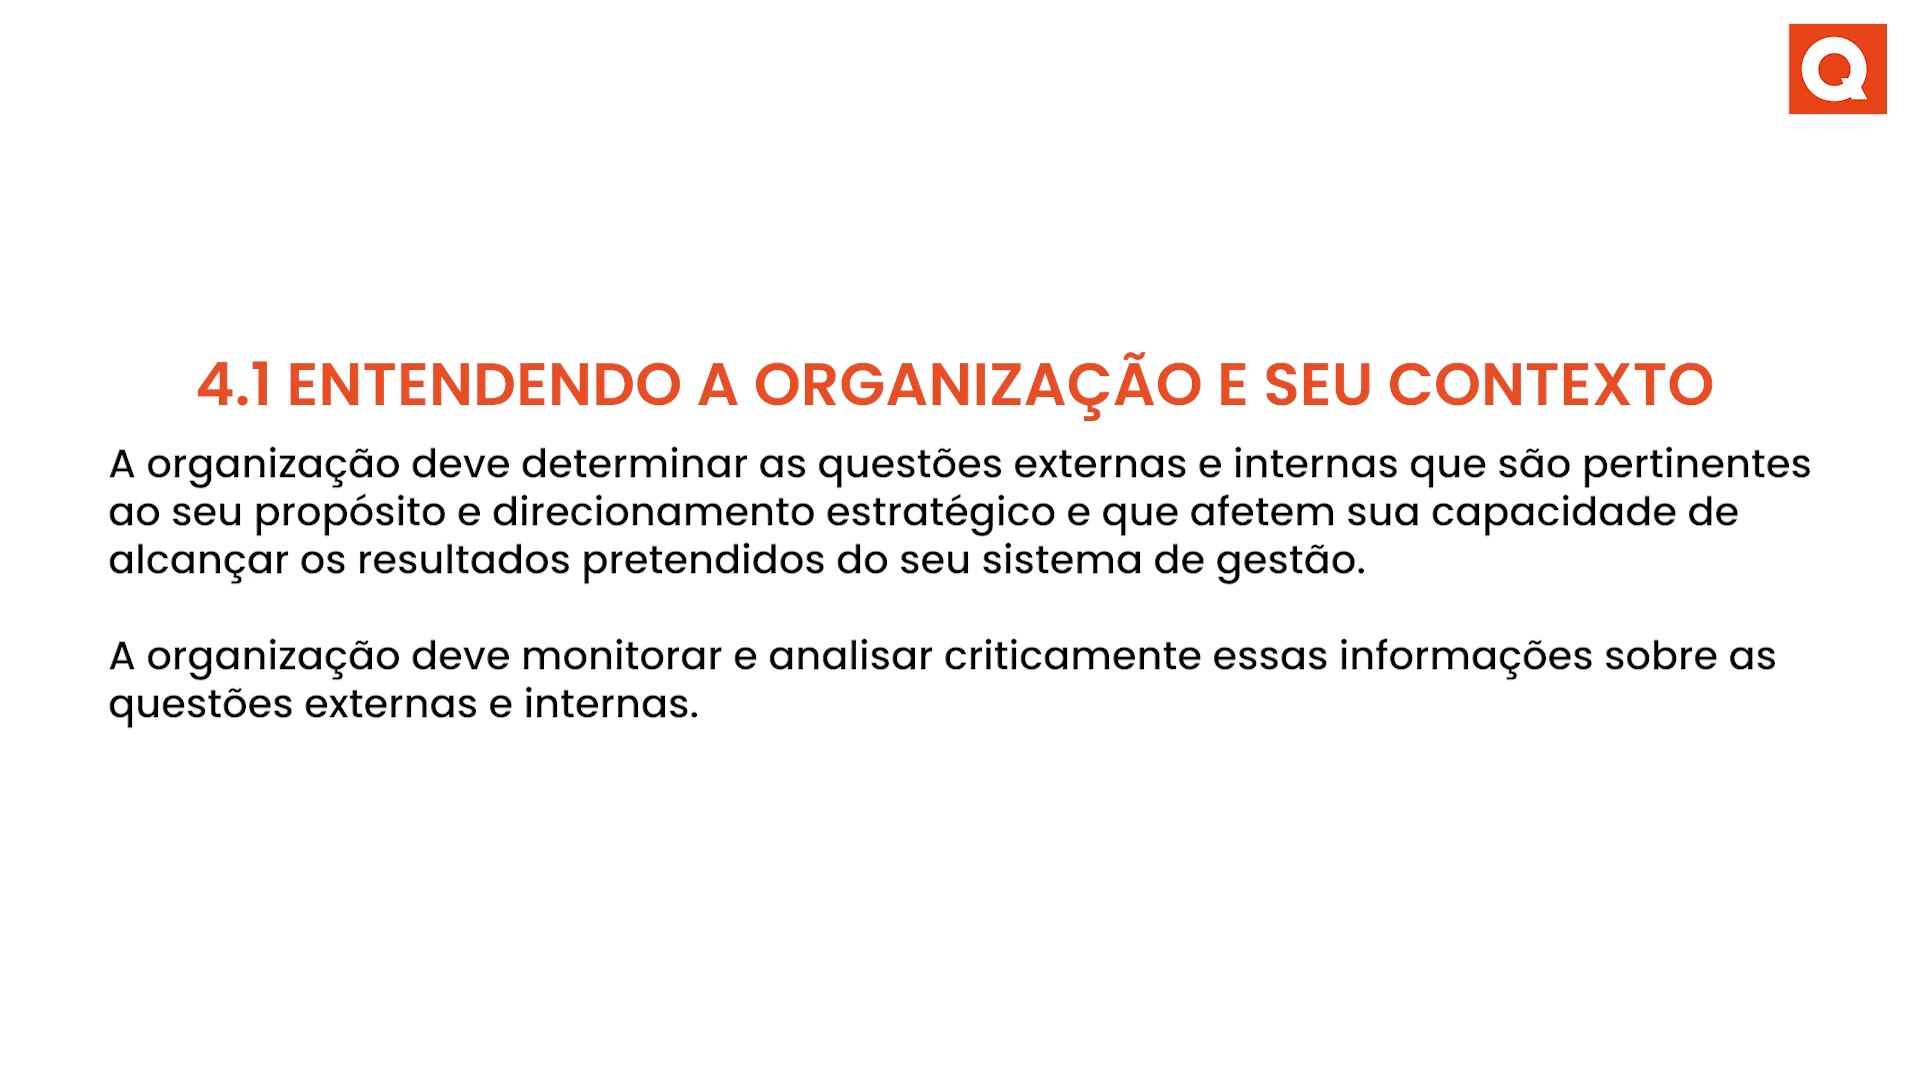 Q
4.1 ENTENDENDO A ORGANIZAÇÃO E SEU CONTEXTO
A organização deve determinar as questões externas e internas que são pertinentes
ao seu propósito e direcionamento estratégico e que afetem sua capacidade de
alcançar os resultados pretendidos do seu sistema de gestão.
A organização deve monitorar e analisar criticamente essas informações sobre as
questões externas e internas.